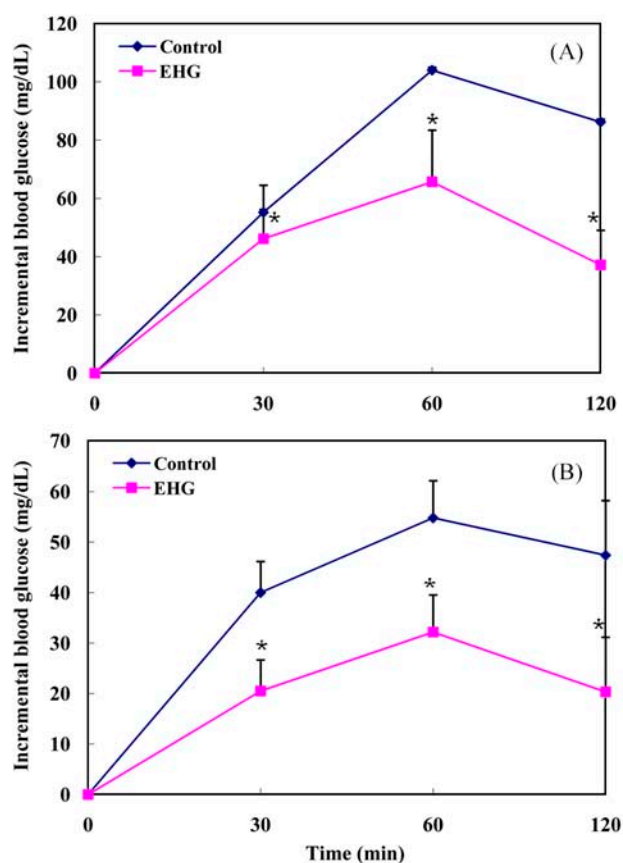 120
Control
(A)
EHG
100
80
60
40
20
0
*
*
*
Incremental blood glucose (mg/dL)
0 30 60 120
70
Control
(B)
EHG
60
50
40
30
20
10
0
*
*
*
Incremental blood glucose (mg/dL)
0 30 60 120
Time (min)